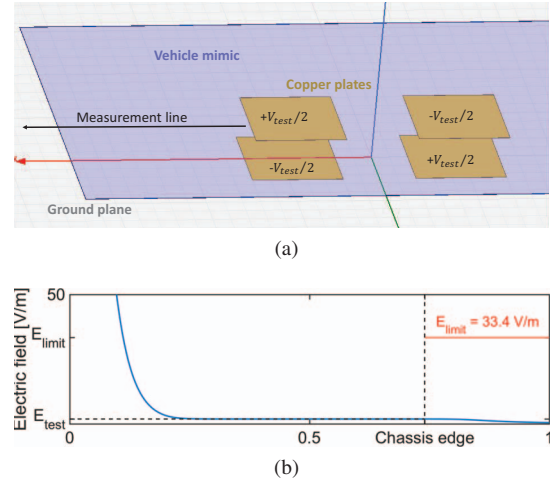 Vehicle mimic
Copper plates
Measurement line
+V_test/2
-V_test/2
-V_test/2
+V_test/2
Ground plane
(a)
Electric field [V/m]
50
E_limit
E_test
E_limit = 33.4 V/m
0
0.5
Chassis edge
1
(b)